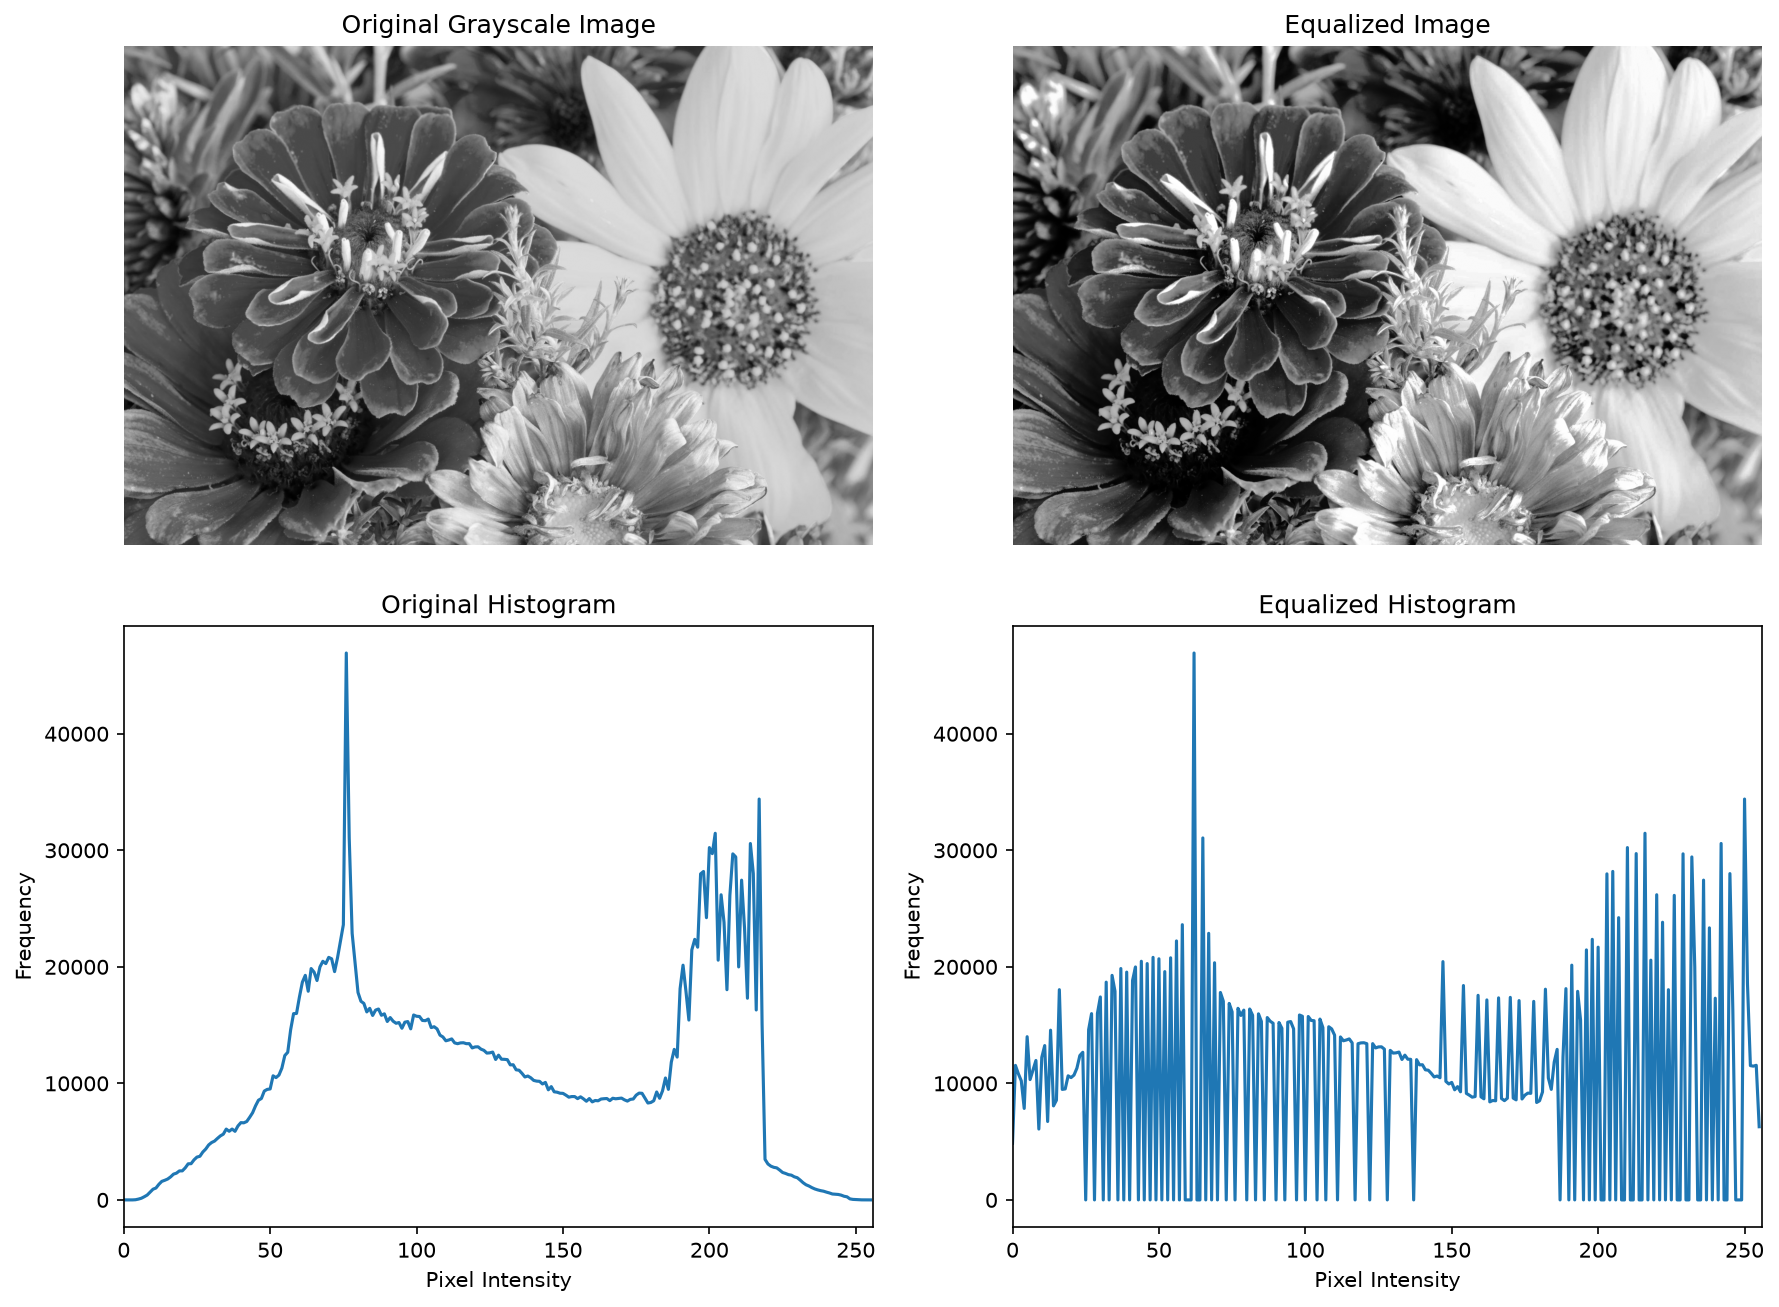 Original Grayscale Image
Equalized Image
Original Histogram
Frequency
40000
30000
20000
10000
0
0 50 100 150 200 250
Pixel Intensity
Equalized Histogram
Frequency
40000
30000
20000
10000
0
0 50 100 150 200 250
Pixel Intensity